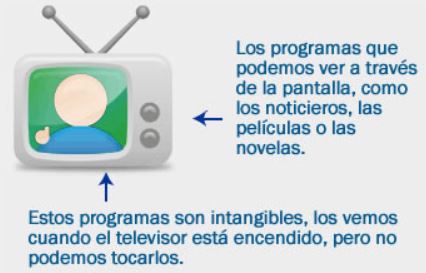 Los programas que
podemos ver a través
de la pantalla, como
los noticieros, las
películas o las
novelas.
Estos programas son intangibles, los vemos
cuando el televisor está encendido, pero no
podemos tocarlos.